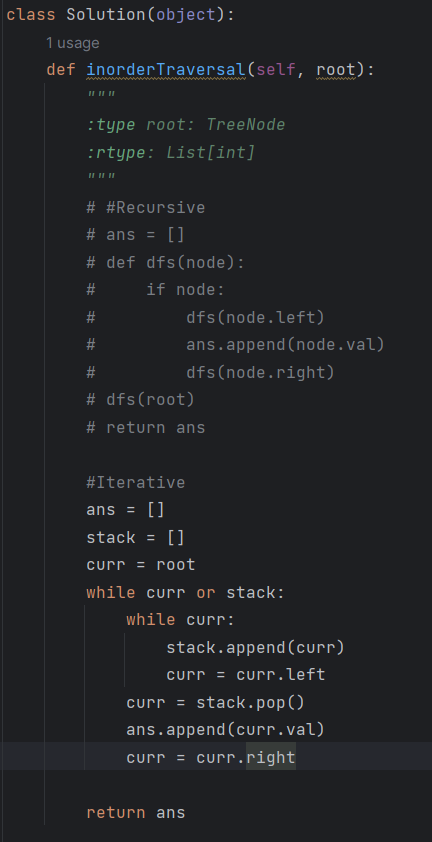 class Solution(object):
1 usage
def inorderTraversal(self, root):
"""
:type root: TreeNode
:rtype: List[int]
"""
# #Recursive
# ans = []
# def dfs(node):
#     if node:
#         dfs(node.left)
#         ans.append(node.val)
#         dfs(node.right)
# dfs(root)
# return ans
#Iterative
ans = []
stack = []
curr = root
while curr or stack:
while curr:
stack.append(curr)
curr = curr.left
curr = stack.pop()
ans.append(curr.val)
curr = curr.right
return ans